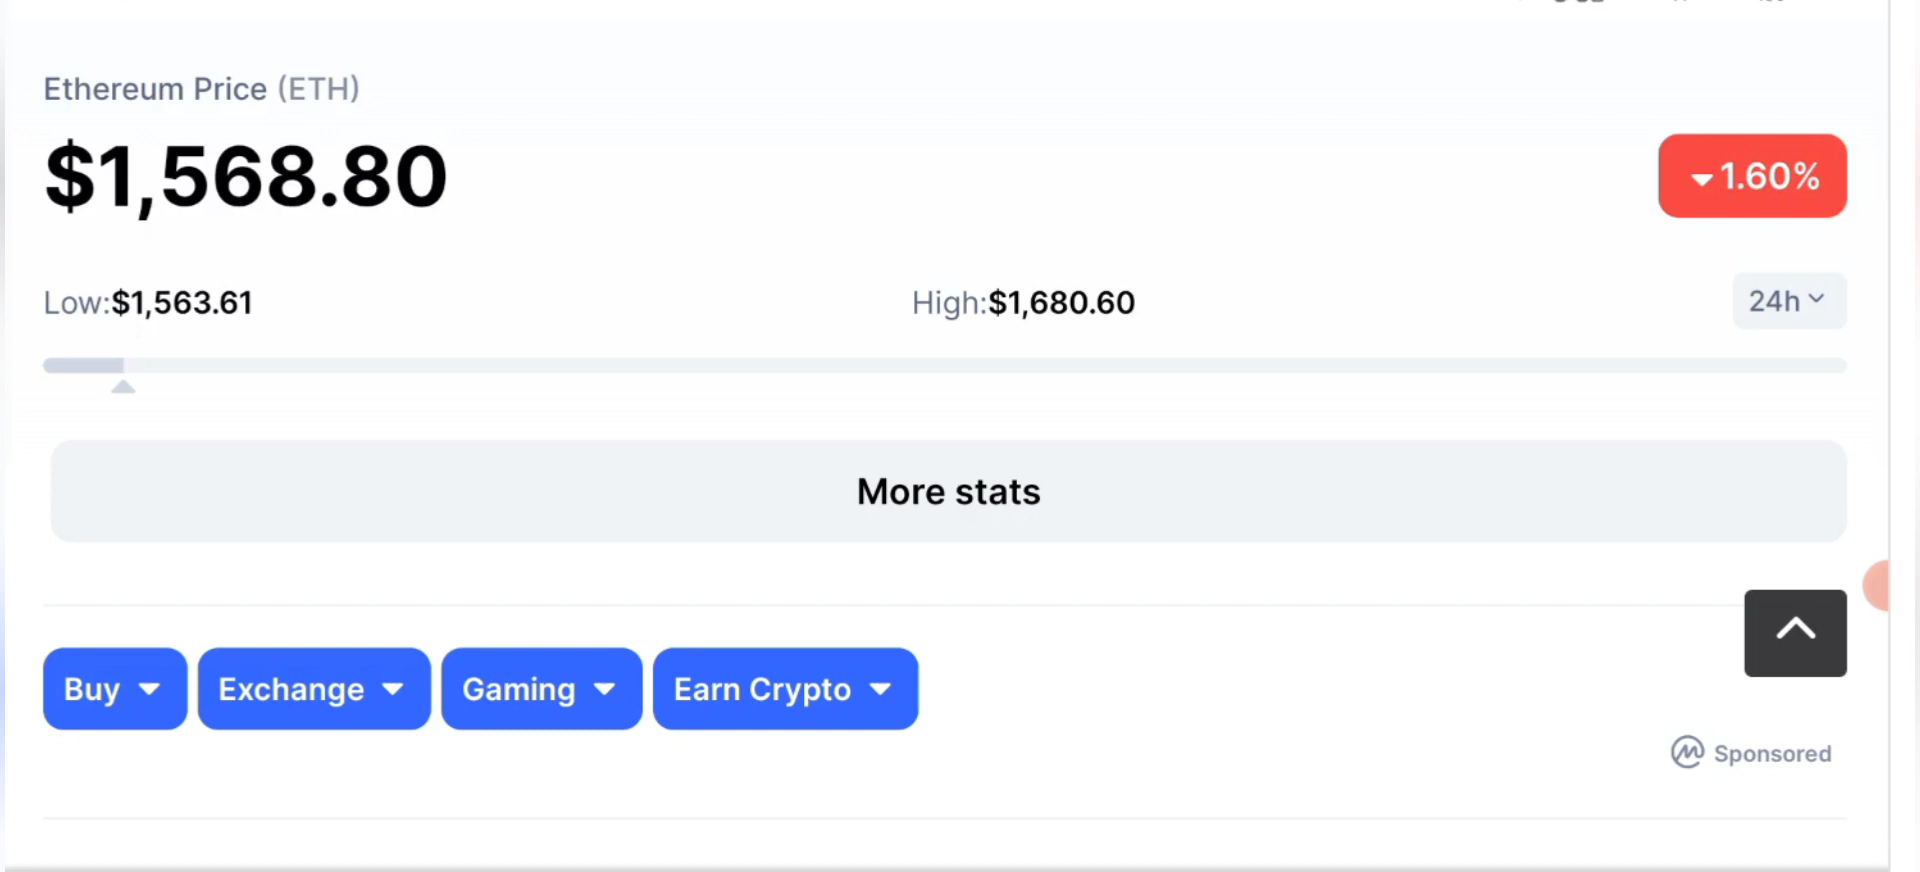 Ethereum Price (ETH)
$1,568.80
1.60%
Low:$1,563.61 High:$1,680.60 24h
More stats
Buy Exchange Gaming Earn Crypto
Sponsored